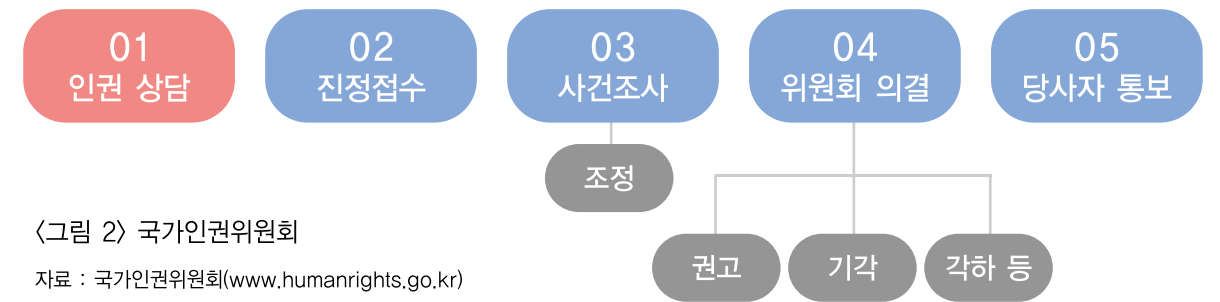 01
인권 상담
02
진정접수
03
사건조사
04
위원회 의결
05
당사자 통보
조정
권고
기각
각하 등
〈그림 2〉 국가인권위원회
자료 : 국가인권위원회(www.humanrights.go.kr)